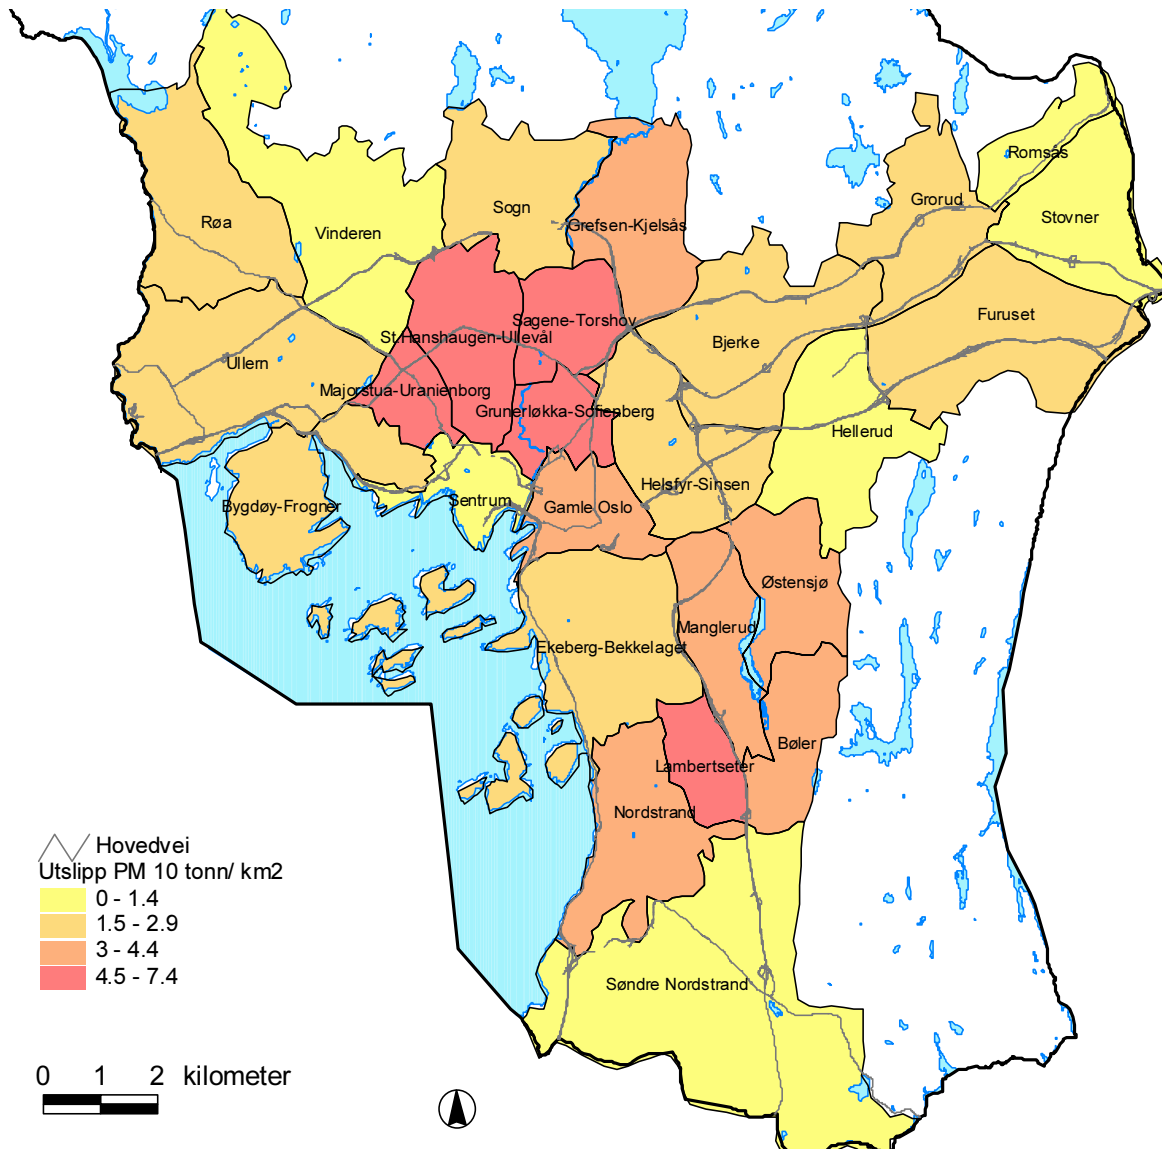 Romsås
Grorud
Sogn
Stovner
Røa
Grefsen-Kjelsås
Vinderen
Furuset
Sagene-Torshov
St.Hanshaugen-Ullevål
Bjerke
Ullern
Majorstua-Uranienborg
Grunerløkka-Sofienberg
Hellerud
Helsfyr-Sinsen
Sentrum
Bygdøy-Frogner
Gamle Oslo
Østensjø
Manglerud
Ekeberg-Bekkelaget
Bøler
Lambertseter
Nordstrand
Søndre Nordstrand
Hovedvei
Utslipp PM 10 tonn/ km2
0 - 1.4
1.5 - 2.9
3 - 4.4
4.5 - 7.4
0 1 2 kilometer